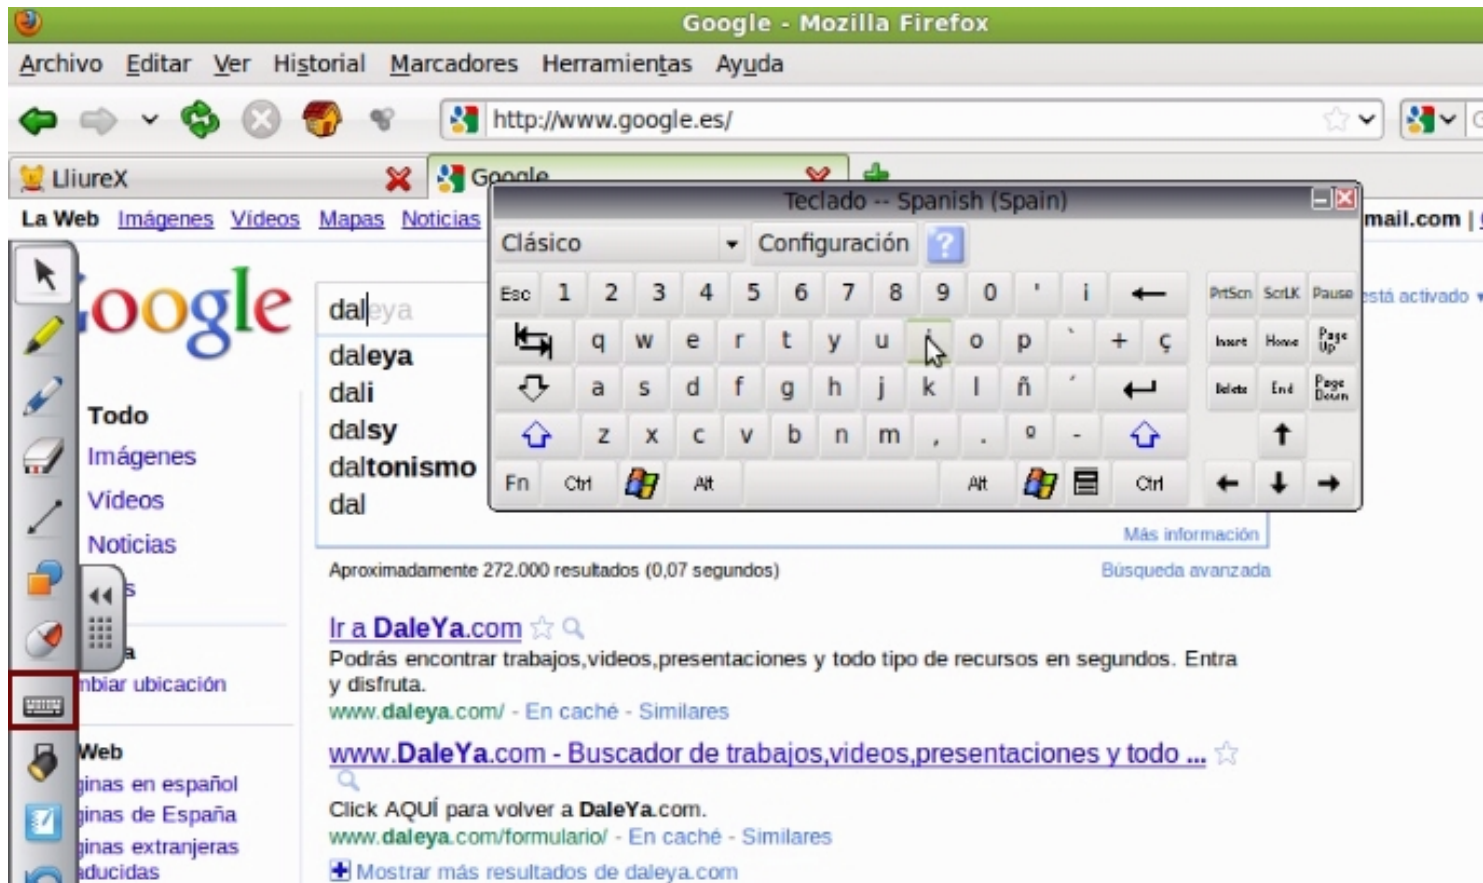 Google - Mozilla Firefox
Archivo Editar Ver Historial Marcadores Herramientas Ayuda
http://www.google.es/
LliureX Google
La Web Imágenes Vídeos Mapas Noticias mail.com |
Teclado -- Spanish (Spain)
Clásico Configuración ?
Esc 1 2 3 4 5 6 7 8 9 0 ' ¡ PrtScn ScrLK Pause
q w e r t y u i o p ` + ç Insert Home Page Up
a s d f g h j k l ñ ´ Delete End Page Down
z x c v b n m , . º -
Fn Ctrl Alt Alt Ctrl
está activado
oogle
daleya
daleya
dali
dalsy
daltonismo
dal
Más información
Todo
Imágenes
Vídeos
Noticias
s
a
mbiar ubicación
Web
ginas en español
ginas de España
ginas extranjeras
aducidas
Aproximadamente 272.000 resultados (0,07 segundos) Búsqueda avanzada
Ir a DaleYa.com
Podrás encontrar trabajos,videos,presentaciones y todo tipo de recursos en segundos. Entra
y disfruta.
www.daleya.com/ - En caché - Similares
www.DaleYa.com - Buscador de trabajos,videos,presentaciones y todo ...
Click AQUÍ para volver a DaleYa.com.
www.daleya.com/formulario/ - En caché - Similares
Mostrar más resultados de daleya.com